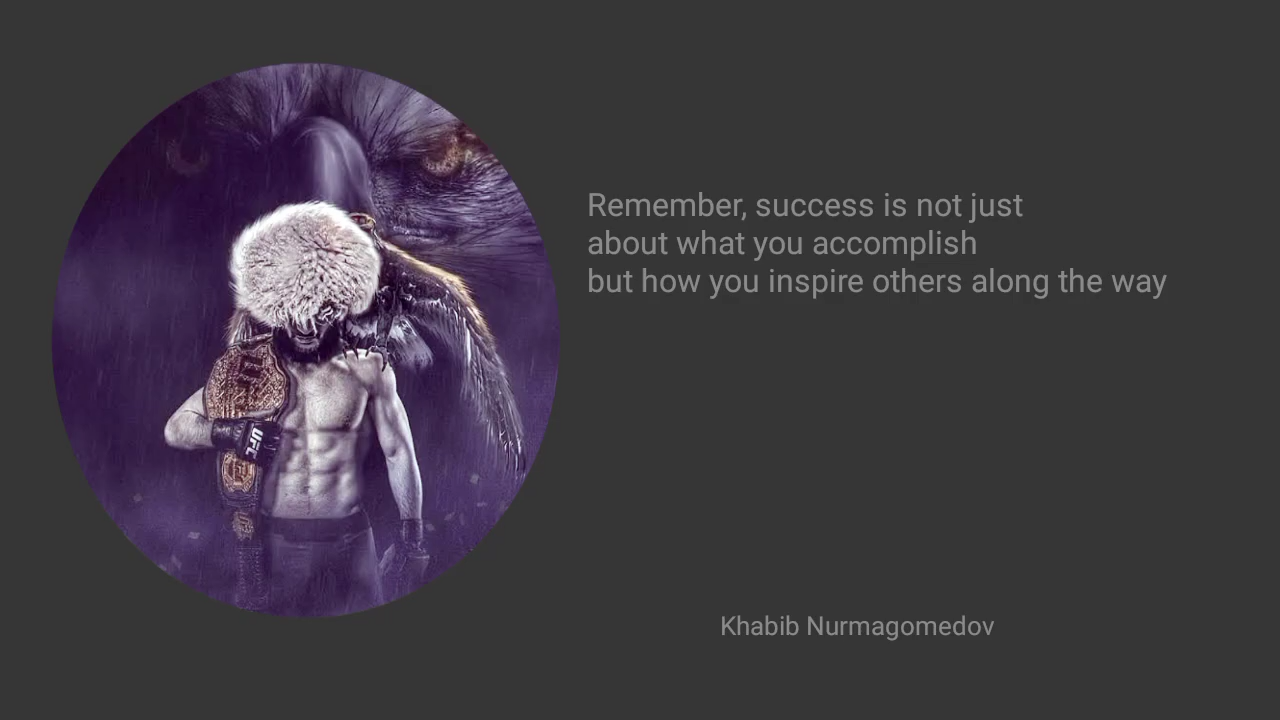 Remember, success is not just
about what you accomplish
but how you inspire others along the way
UFC
Khabib Nurmagomedov